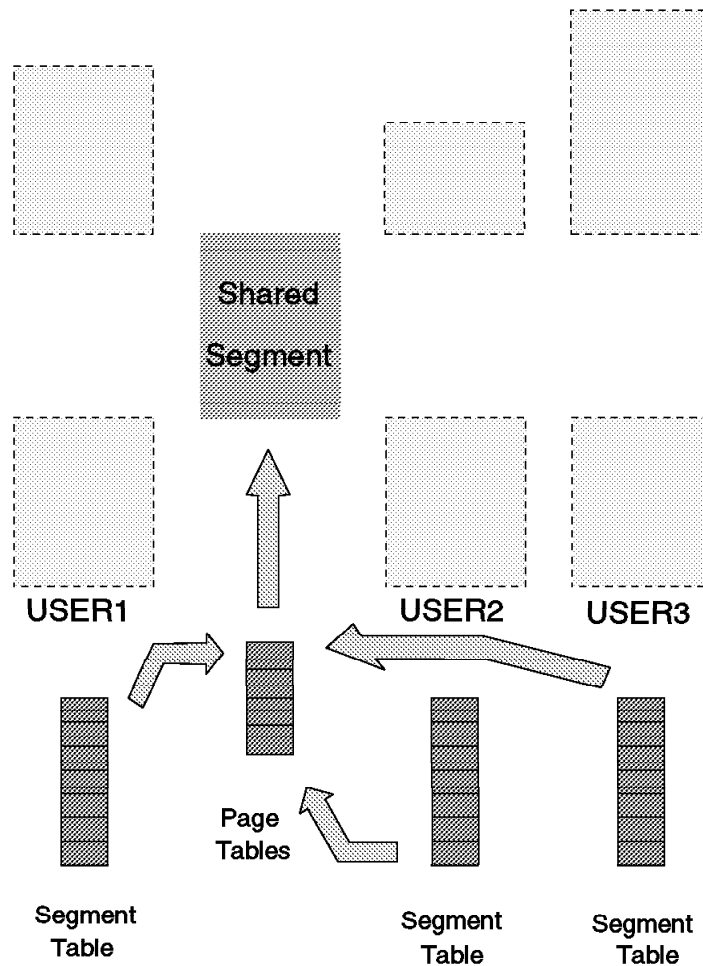 Shared
Segment
USER1
USER2
USER3
Page
Tables
Segment
Table
Segment
Table
Segment
Table